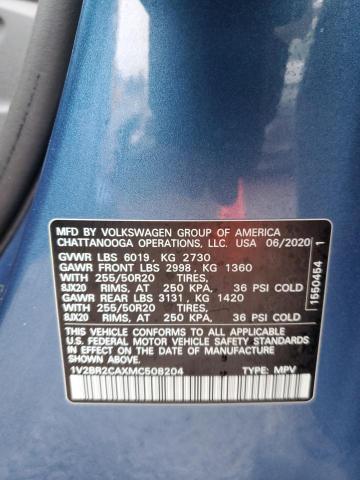 MFD BY VOLKSWAGEN GROUP OF AMERICA
CHATTANOOGA OPERATIONS, LLC. USA 06/2020
GVWR LBS 6019, KG 2730
GAWR FRONT LBS 2998, KG 1360
WITH 255/50R20 TIRES,
8JX20 RIMS, AT 250 KPA, 36 PSI COLD
GAWR REAR LBS 3131, KG 1420
WITH 255/50R20 TIRES,
8JX20 RIMS, AT 250 KPA, 36 PSI COLD
THIS VEHICLE CONFORMS TO ALL APPLICABLE
U.S. FEDERAL MOTOR VEHICLE SAFETY STANDARDS
IN EFFECT ON THE DATE OF MANUFACTURE
SHOWN ABOVE.
1V2BR2CAXMC508204 TYPE: MPV
1550454 1